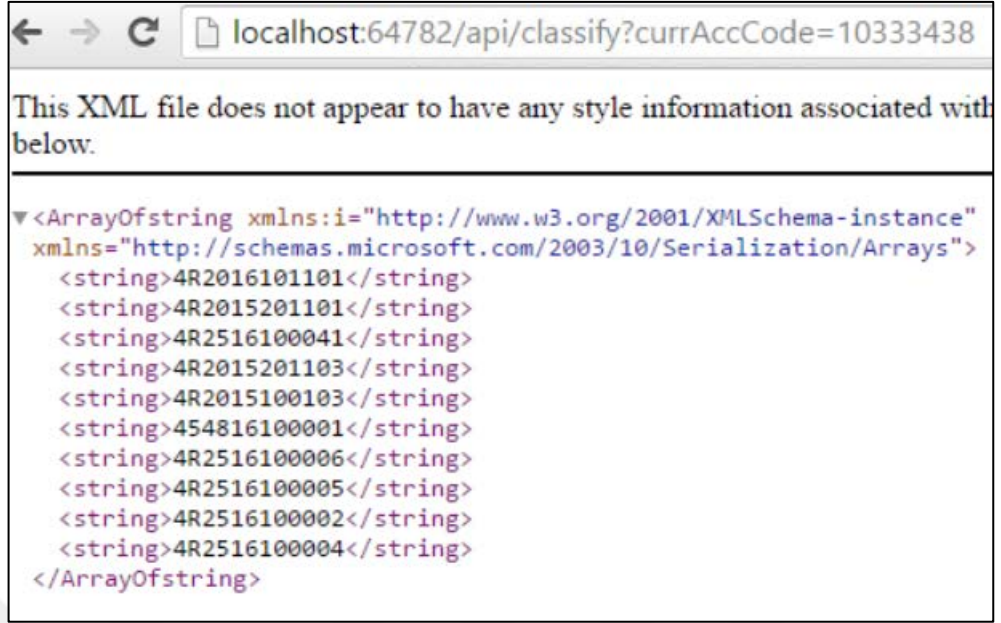 localhost:64782/api/classify?currAccCode=10333438
This XML file does not appear to have any style information associated with
below.
<ArrayOfstring xmlns:i="http://www.w3.org/2001/XMLSchema-instance"
xmlns="http://schemas.microsoft.com/2003/10/Serialization/Arrays">
<string>4R2016101101</string>
<string>4R2015201101</string>
<string>4R2516100041</string>
<string>4R2015201103</string>
<string>4R2015100103</string>
<string>454816100001</string>
<string>4R2516100006</string>
<string>4R2516100005</string>
<string>4R2516100002</string>
<string>4R2516100004</string>
</ArrayOfstring>